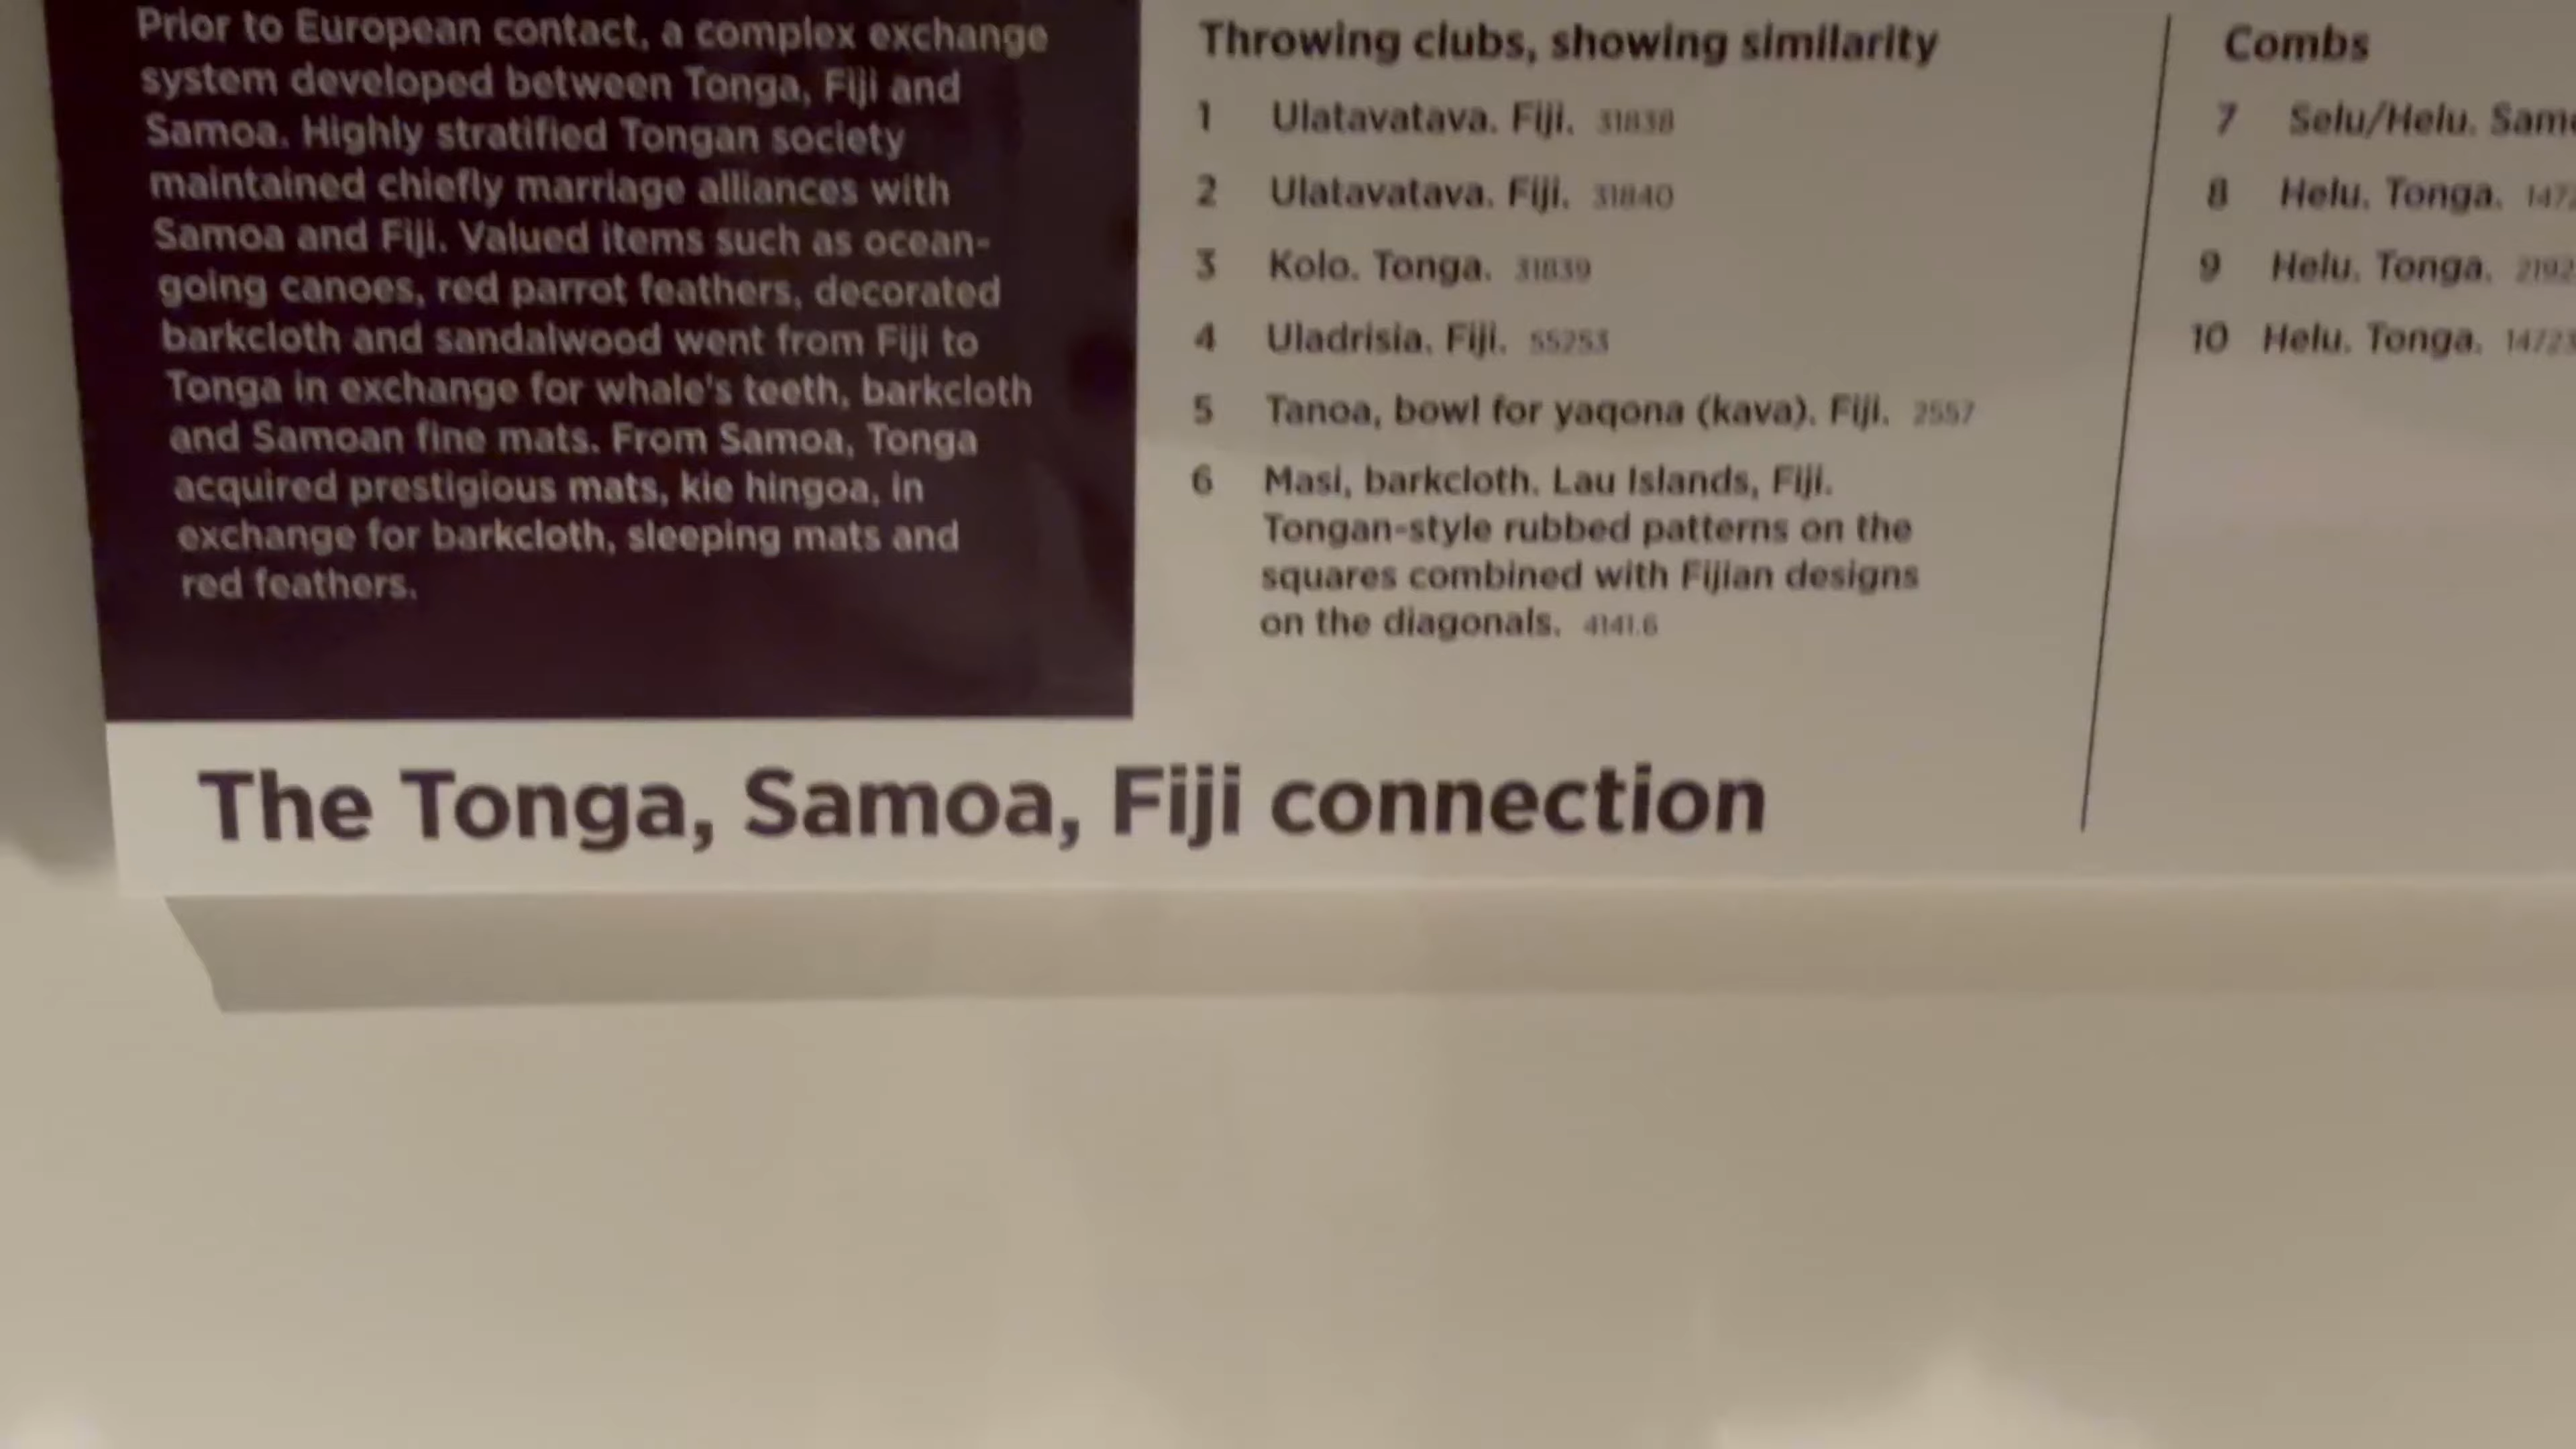 Prior to European contact, a complex exchange
system developed between Tonga, Fiji and
Samoa. Highly stratified Tongan society
maintained chiefly marriage alliances with
Samoa and Fiji. Valued items such as ocean-
going canoes, red parrot feathers, decorated
barkcloth and sandalwood went from Fiji to
Tonga in exchange for whale's teeth, barkcloth
and Samoan fine mats. From Samoa, Tonga
acquired prestigious mats, kie hingoa, in
exchange for barkcloth, sleeping mats and
red feathers.
Throwing clubs, showing similarity
1 Ulatavatava. Fiji. 31838
2 Ulatavatava. Fiji. 31840
3 Kolo. Tonga. 31839
4 Uladrisia. Fiji. 55253
5 Tanoa, bowl for yaqona (kava). Fiji. 2557
6 Masi, barkcloth. Lau Islands, Fiji.
Tongan-style rubbed patterns on the
squares combined with Fijian designs
on the diagonals. 4141.6
Combs
7 Selu/Helu.
8 Helu. Tonga.
9 Helu. Tonga.
10 Helu. Tonga.
The Tonga, Samoa, Fiji connection